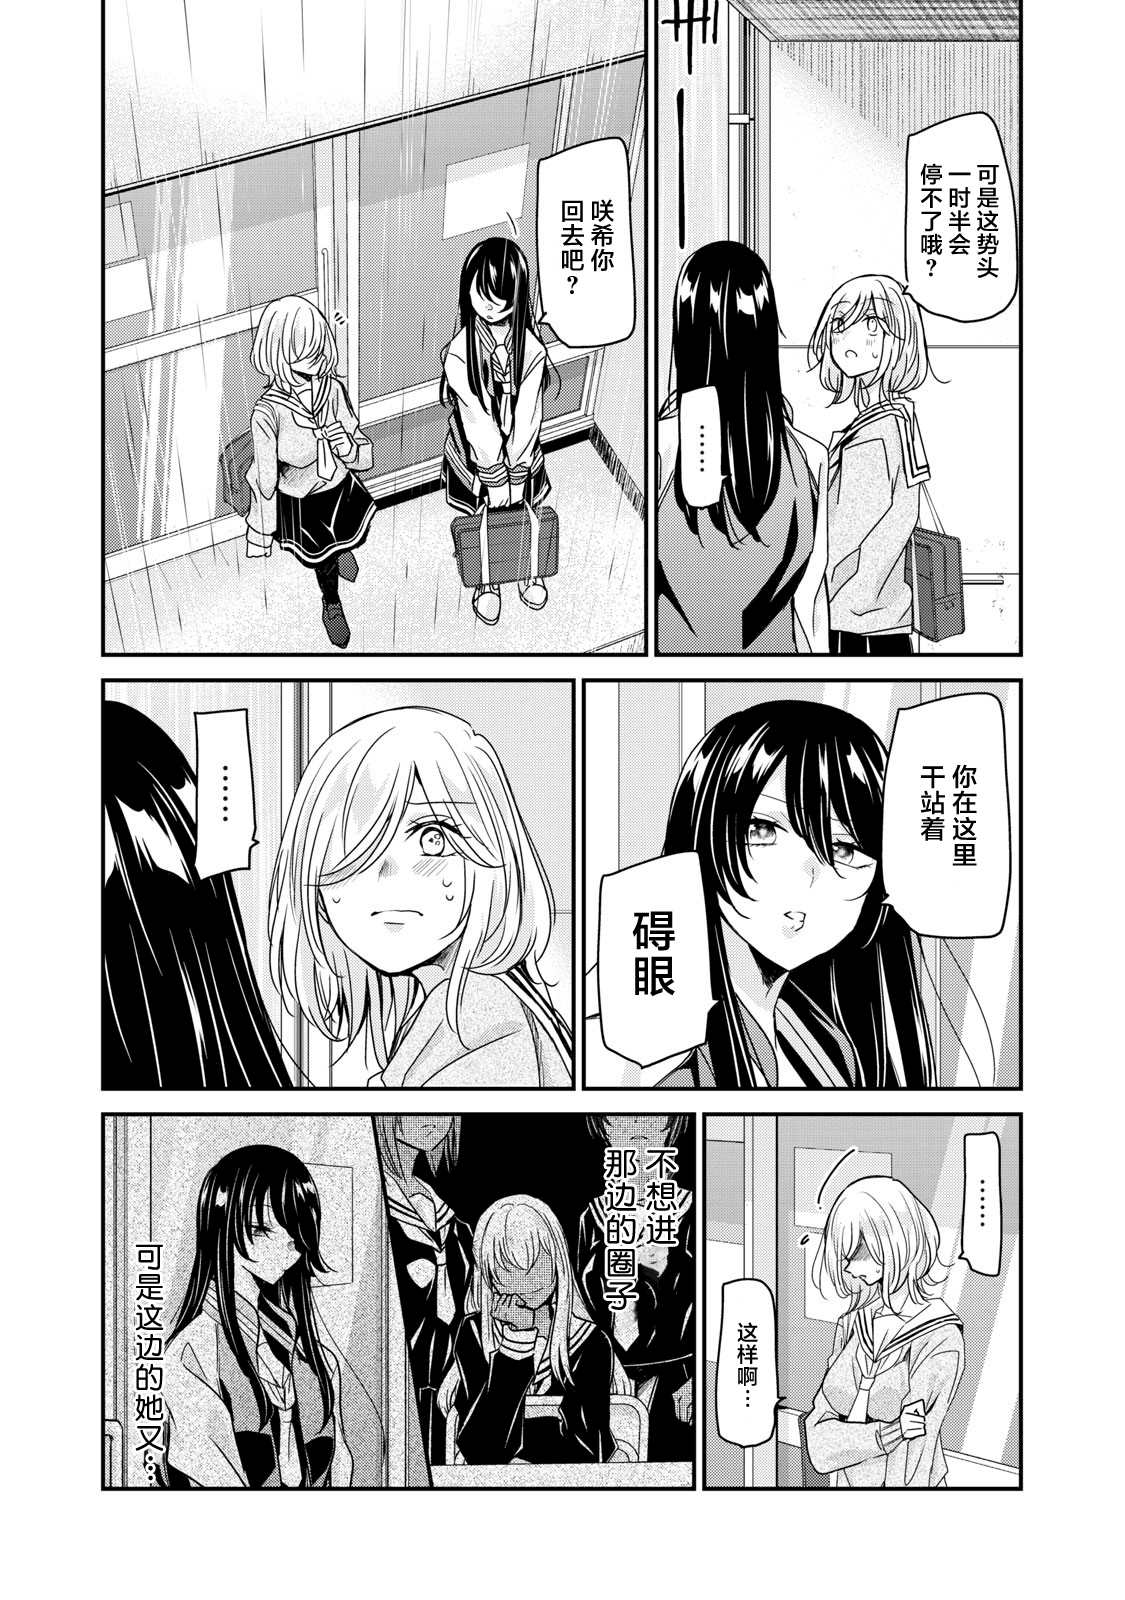 可是这势头
一时半会
停不了哦？
……
咲希你
回去吧？
你在这里
干站着
碍眼
……
……
这样啊…
不想进
那边的圈子
可是这边的她又…